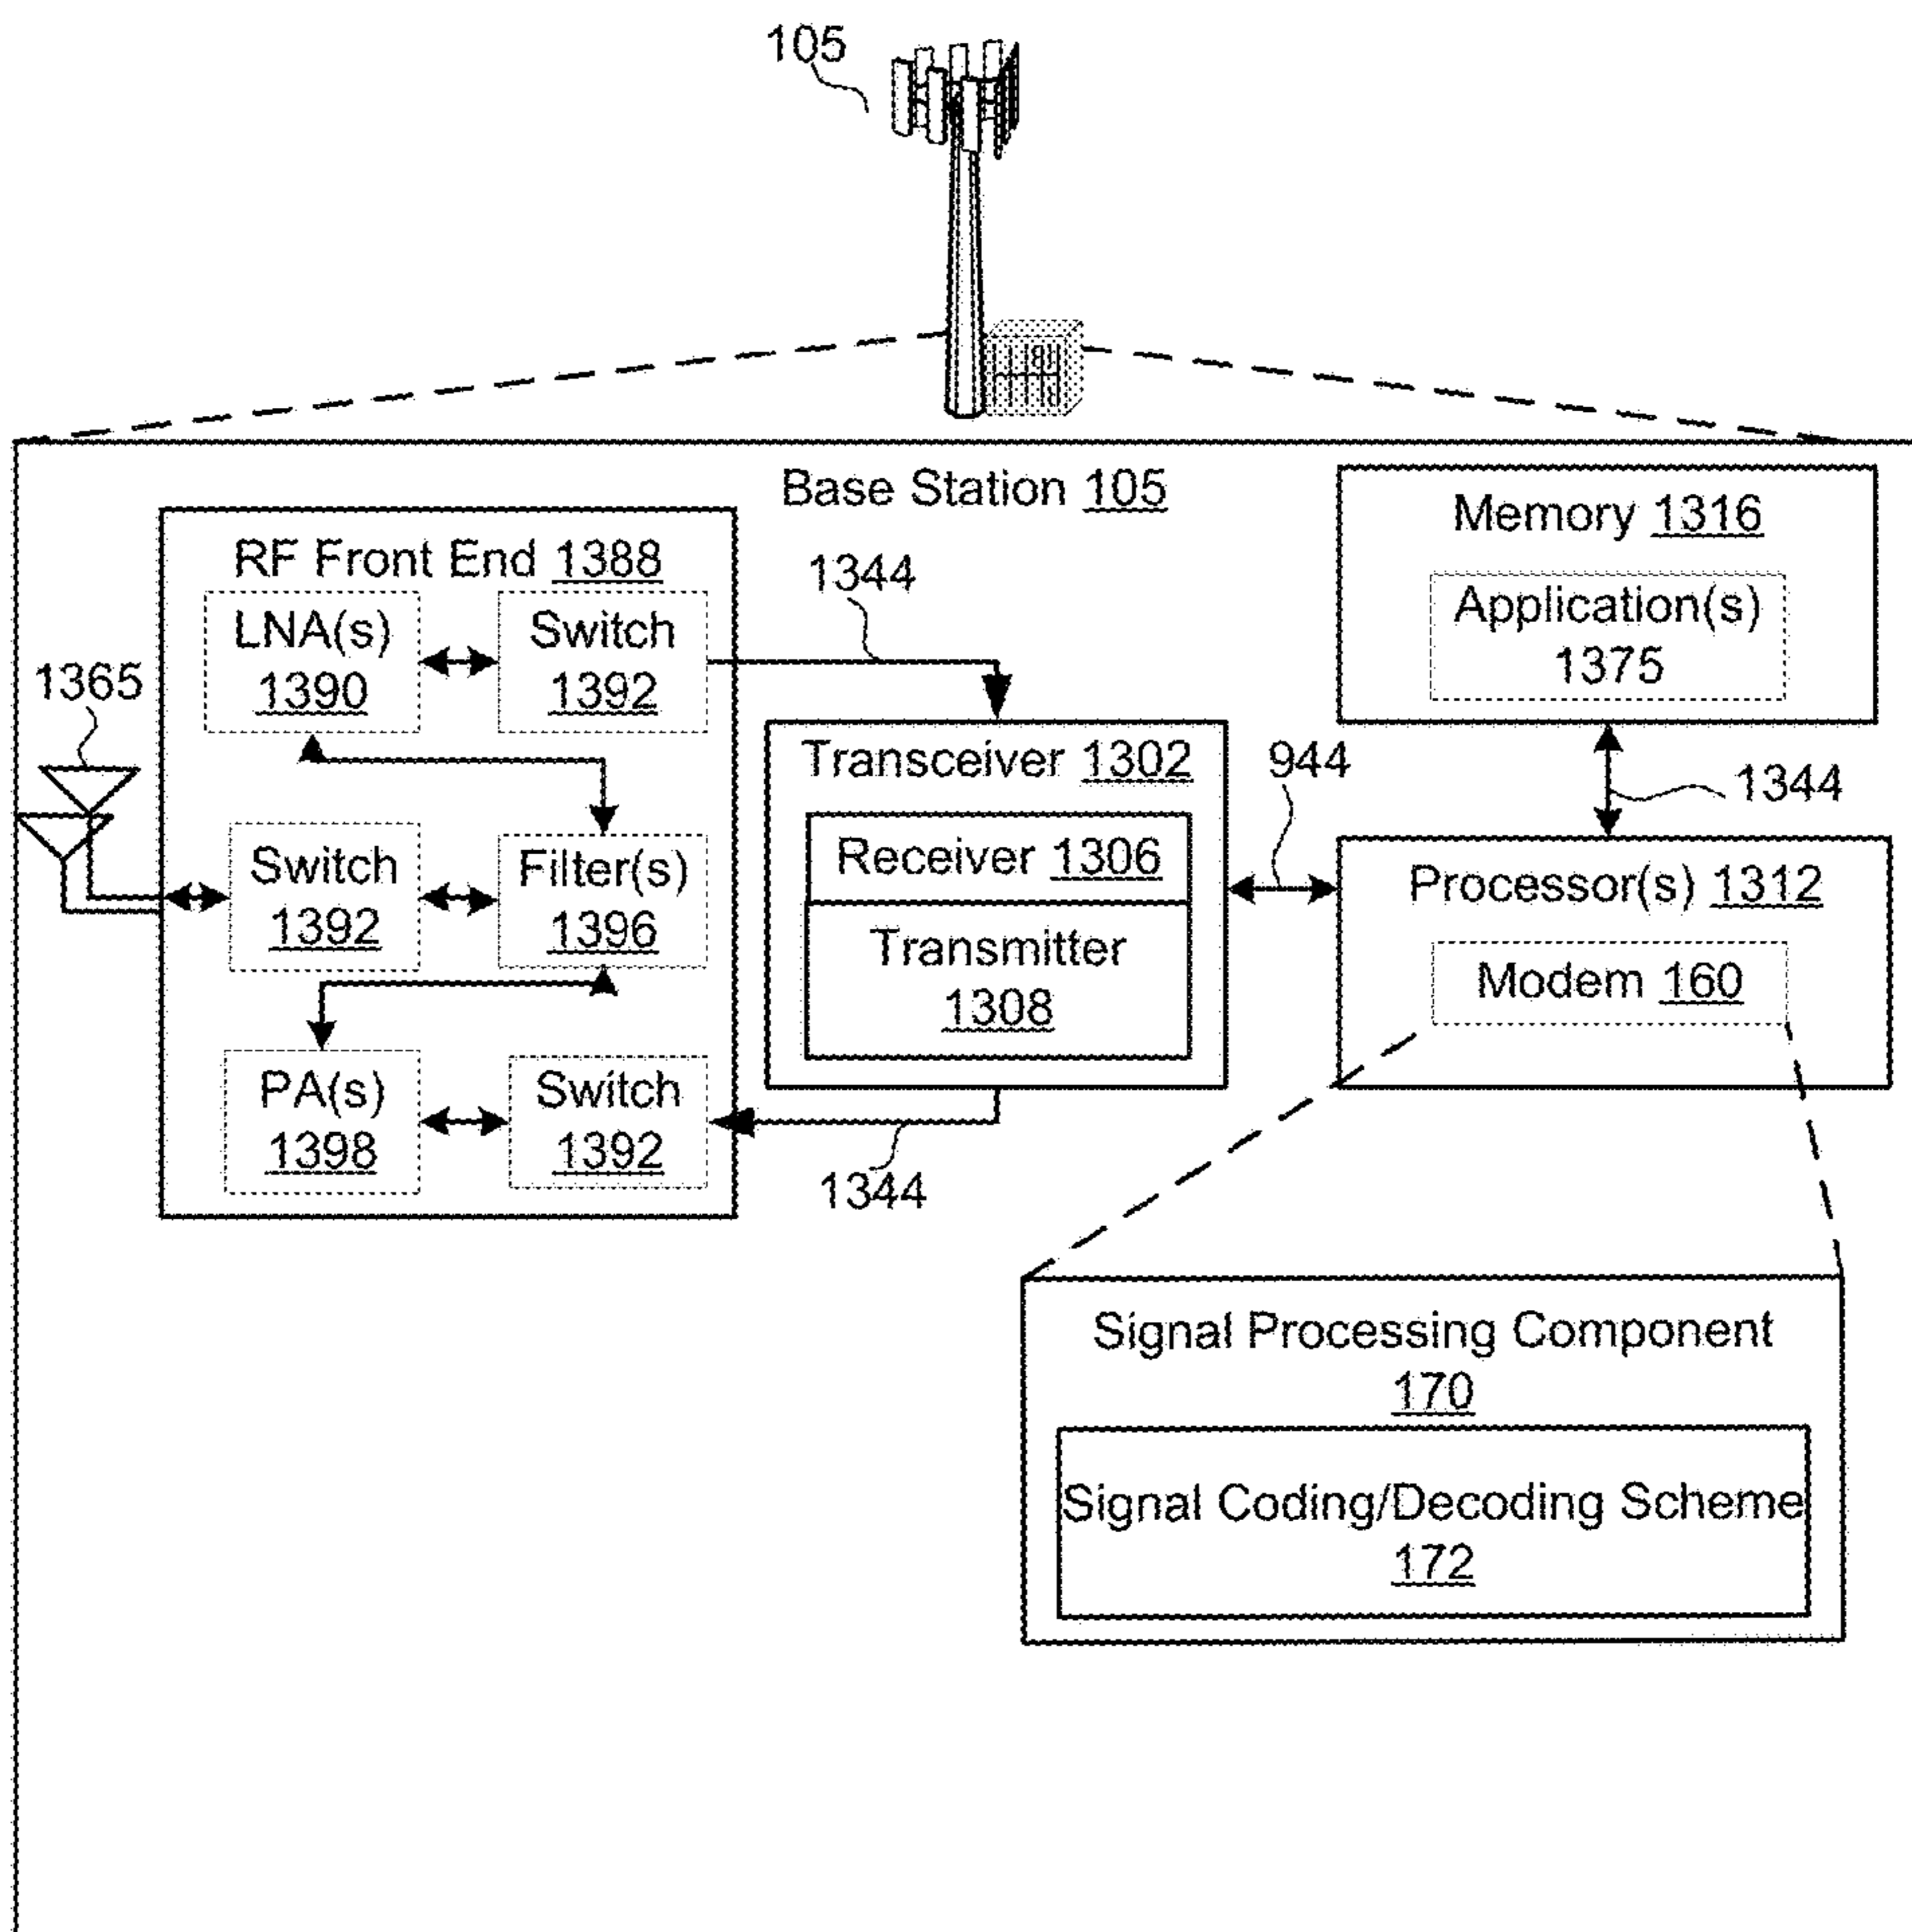 105
Base Station 105
Memory 1316
Application(s)
1375
RF Front End 1388
LNA(s)
1390
Switch
1392
1344
1365
Switch
1392
Filter(s)
1396
PA(s)
1398
Switch
1392
1344
Transceiver 1302
Receiver 1306
Transmitter
1308
944
1344
Processor(s) 1312
Modem 160
Signal Processing Component
170
Signal Coding/Decoding Scheme
172